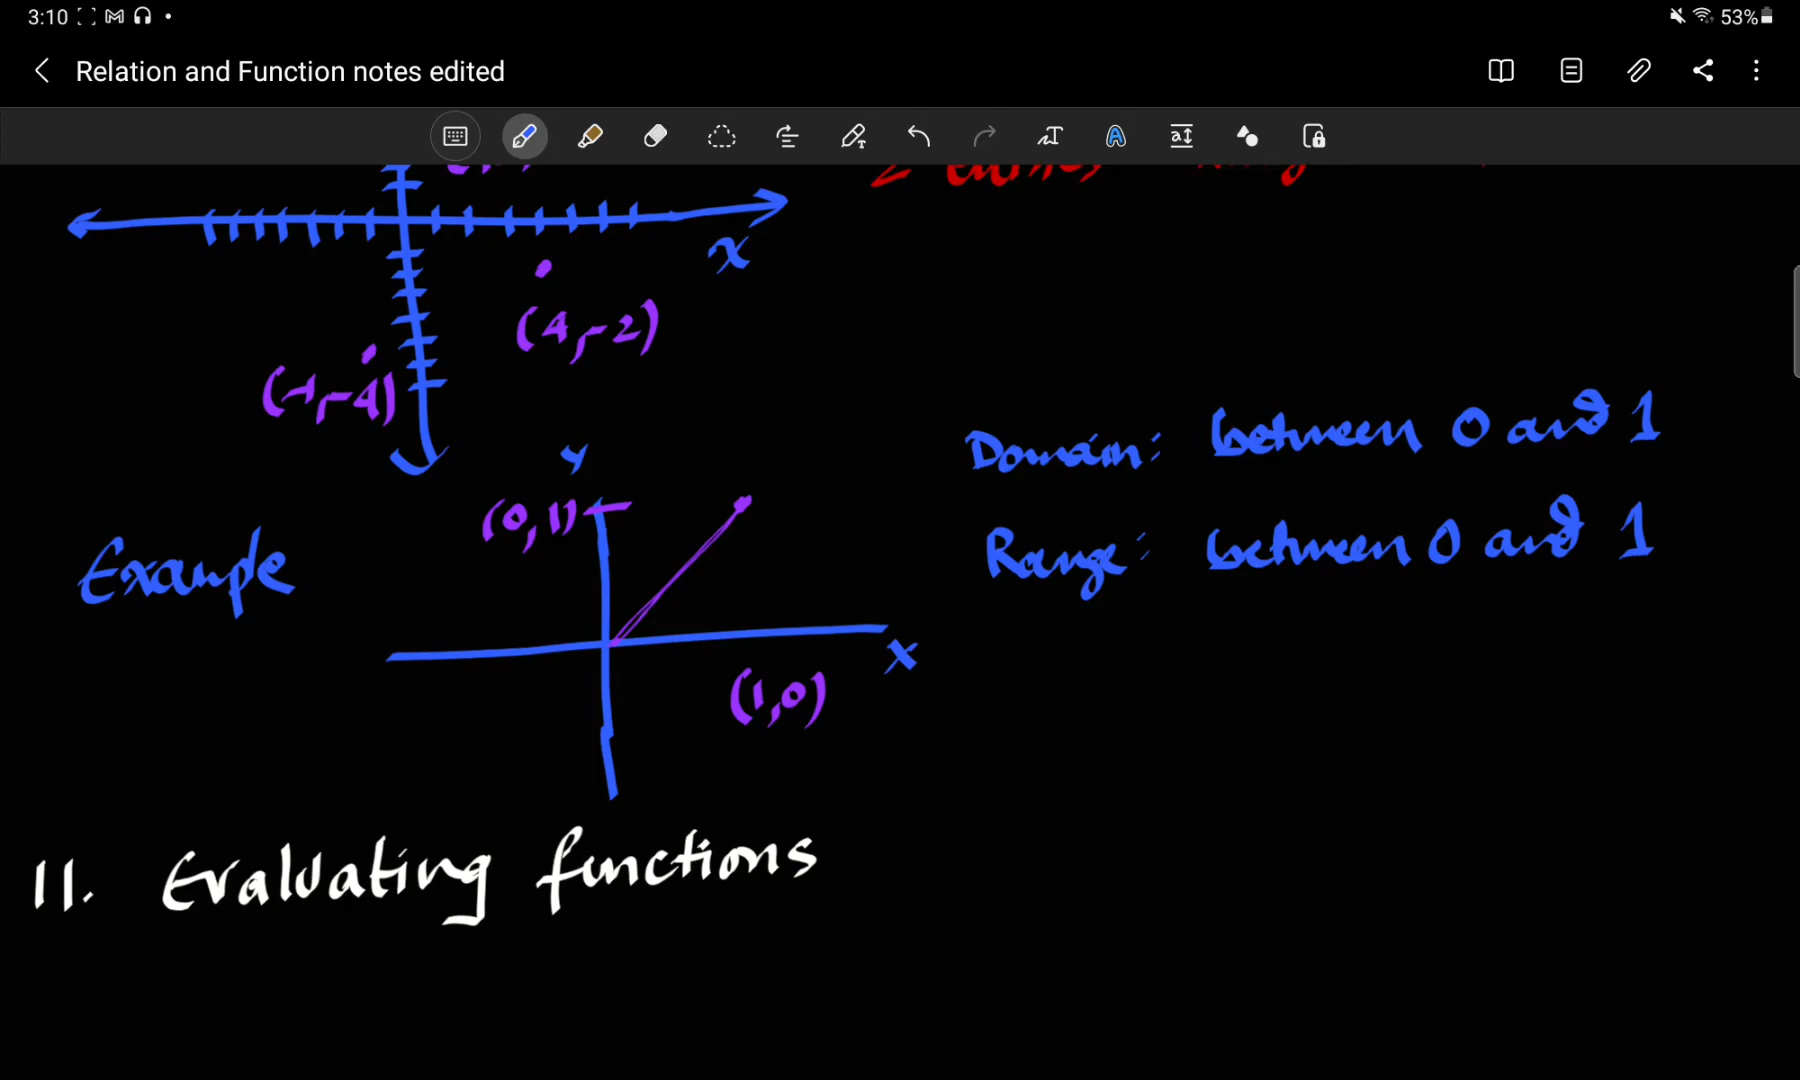 3:10
53%
Relation and Function notes edited
x
(4,-2)
(-1,-4)
Domain: between 0 and 1
y
(0,1)
Example
Range: between 0 and 1
x
(1,0)
II. Evaluating functions